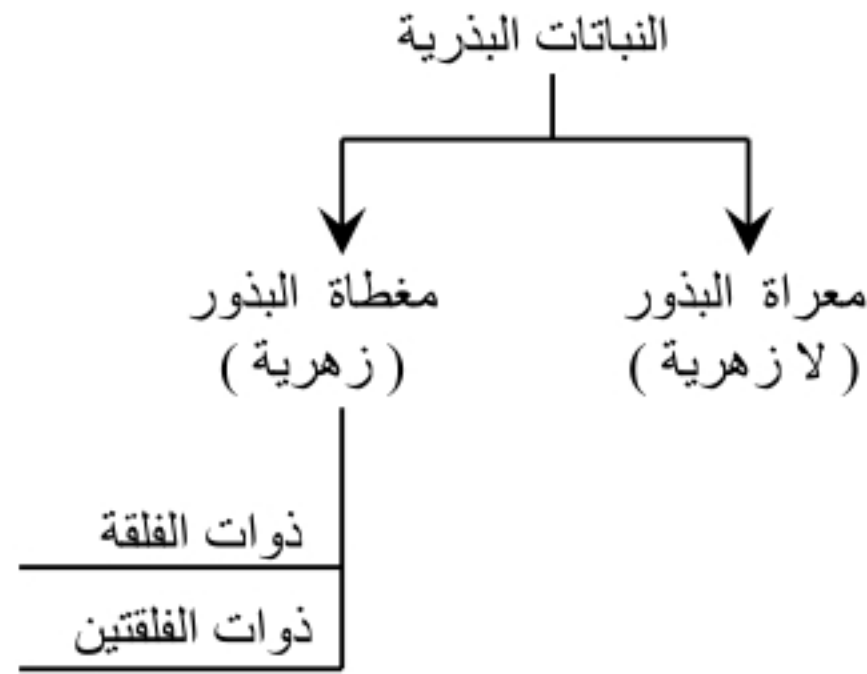 النباتات البذرية
معراة البذور
( لا زهرية )
مغطاة البذور
( زهرية )
ذوات الفلقة
ذوات الفلقتين